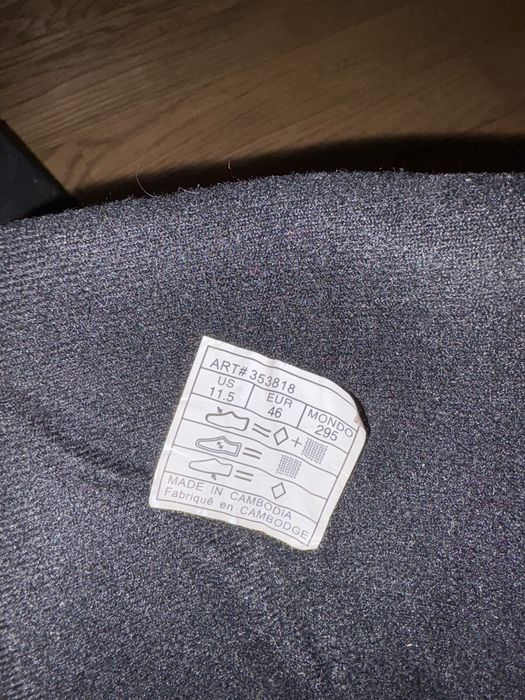 ART# 353818
US EUR MONDO
11.5 46 295
= + 
=
=
MADE IN CAMBODIA
Fabriqué en CAMBODGE